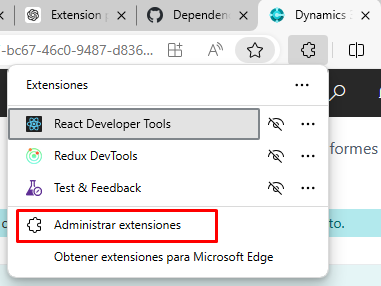 Extension p
Dependenc
Dynamics 3
-bc67-46c0-9487-d836...
Extensiones
React Developer Tools
Redux DevTools
Test & Feedback
Administrar extensiones
Obtener extensiones para Microsoft Edge
formes
to.